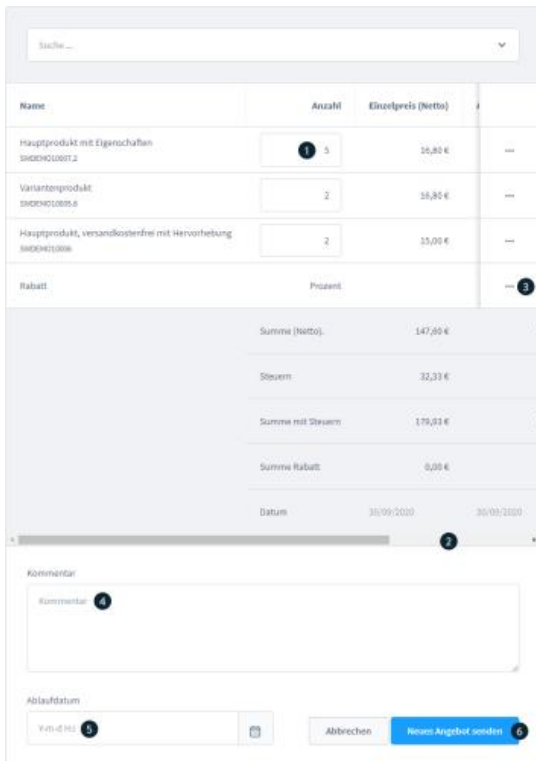 Suche ...
Name Anzahl Einzelpreis (Netto)
Hauptprodukt mit Eigenschaften
1 5 16,80 € ...
SWDEMO10007.2
Variantenprodukt
2 16,80 € ...
Hauptprodukt, versandkostenfrei mit Hervorhebung
2 15,00 € ...
SWDEMO10006
Rabatt Prozent ... 3
Summe (Netto). 147,60 €
Steuern 32,33 €
Summe mit Steuern 179,93 €
Summe Rabatt 0,00 €
Datum 30/09/2020 30/09/2020
2
Kommentar
Kommentar 4
Ablaufdatum
5
Abbrechen Neues Angebot senden 6